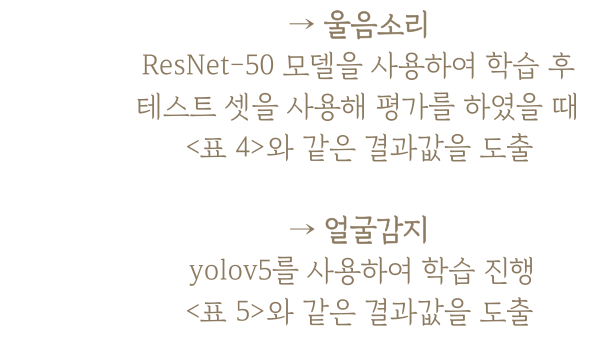 → 울음소리
ResNet-50 모델을 사용하여 학습 후
테스트 셋을 사용해 평가를 하였을 때
<표 4>와 같은 결과값을 도출
→ 얼굴감지
yolov5를 사용하여 학습 진행
<표 5>와 같은 결과값을 도출